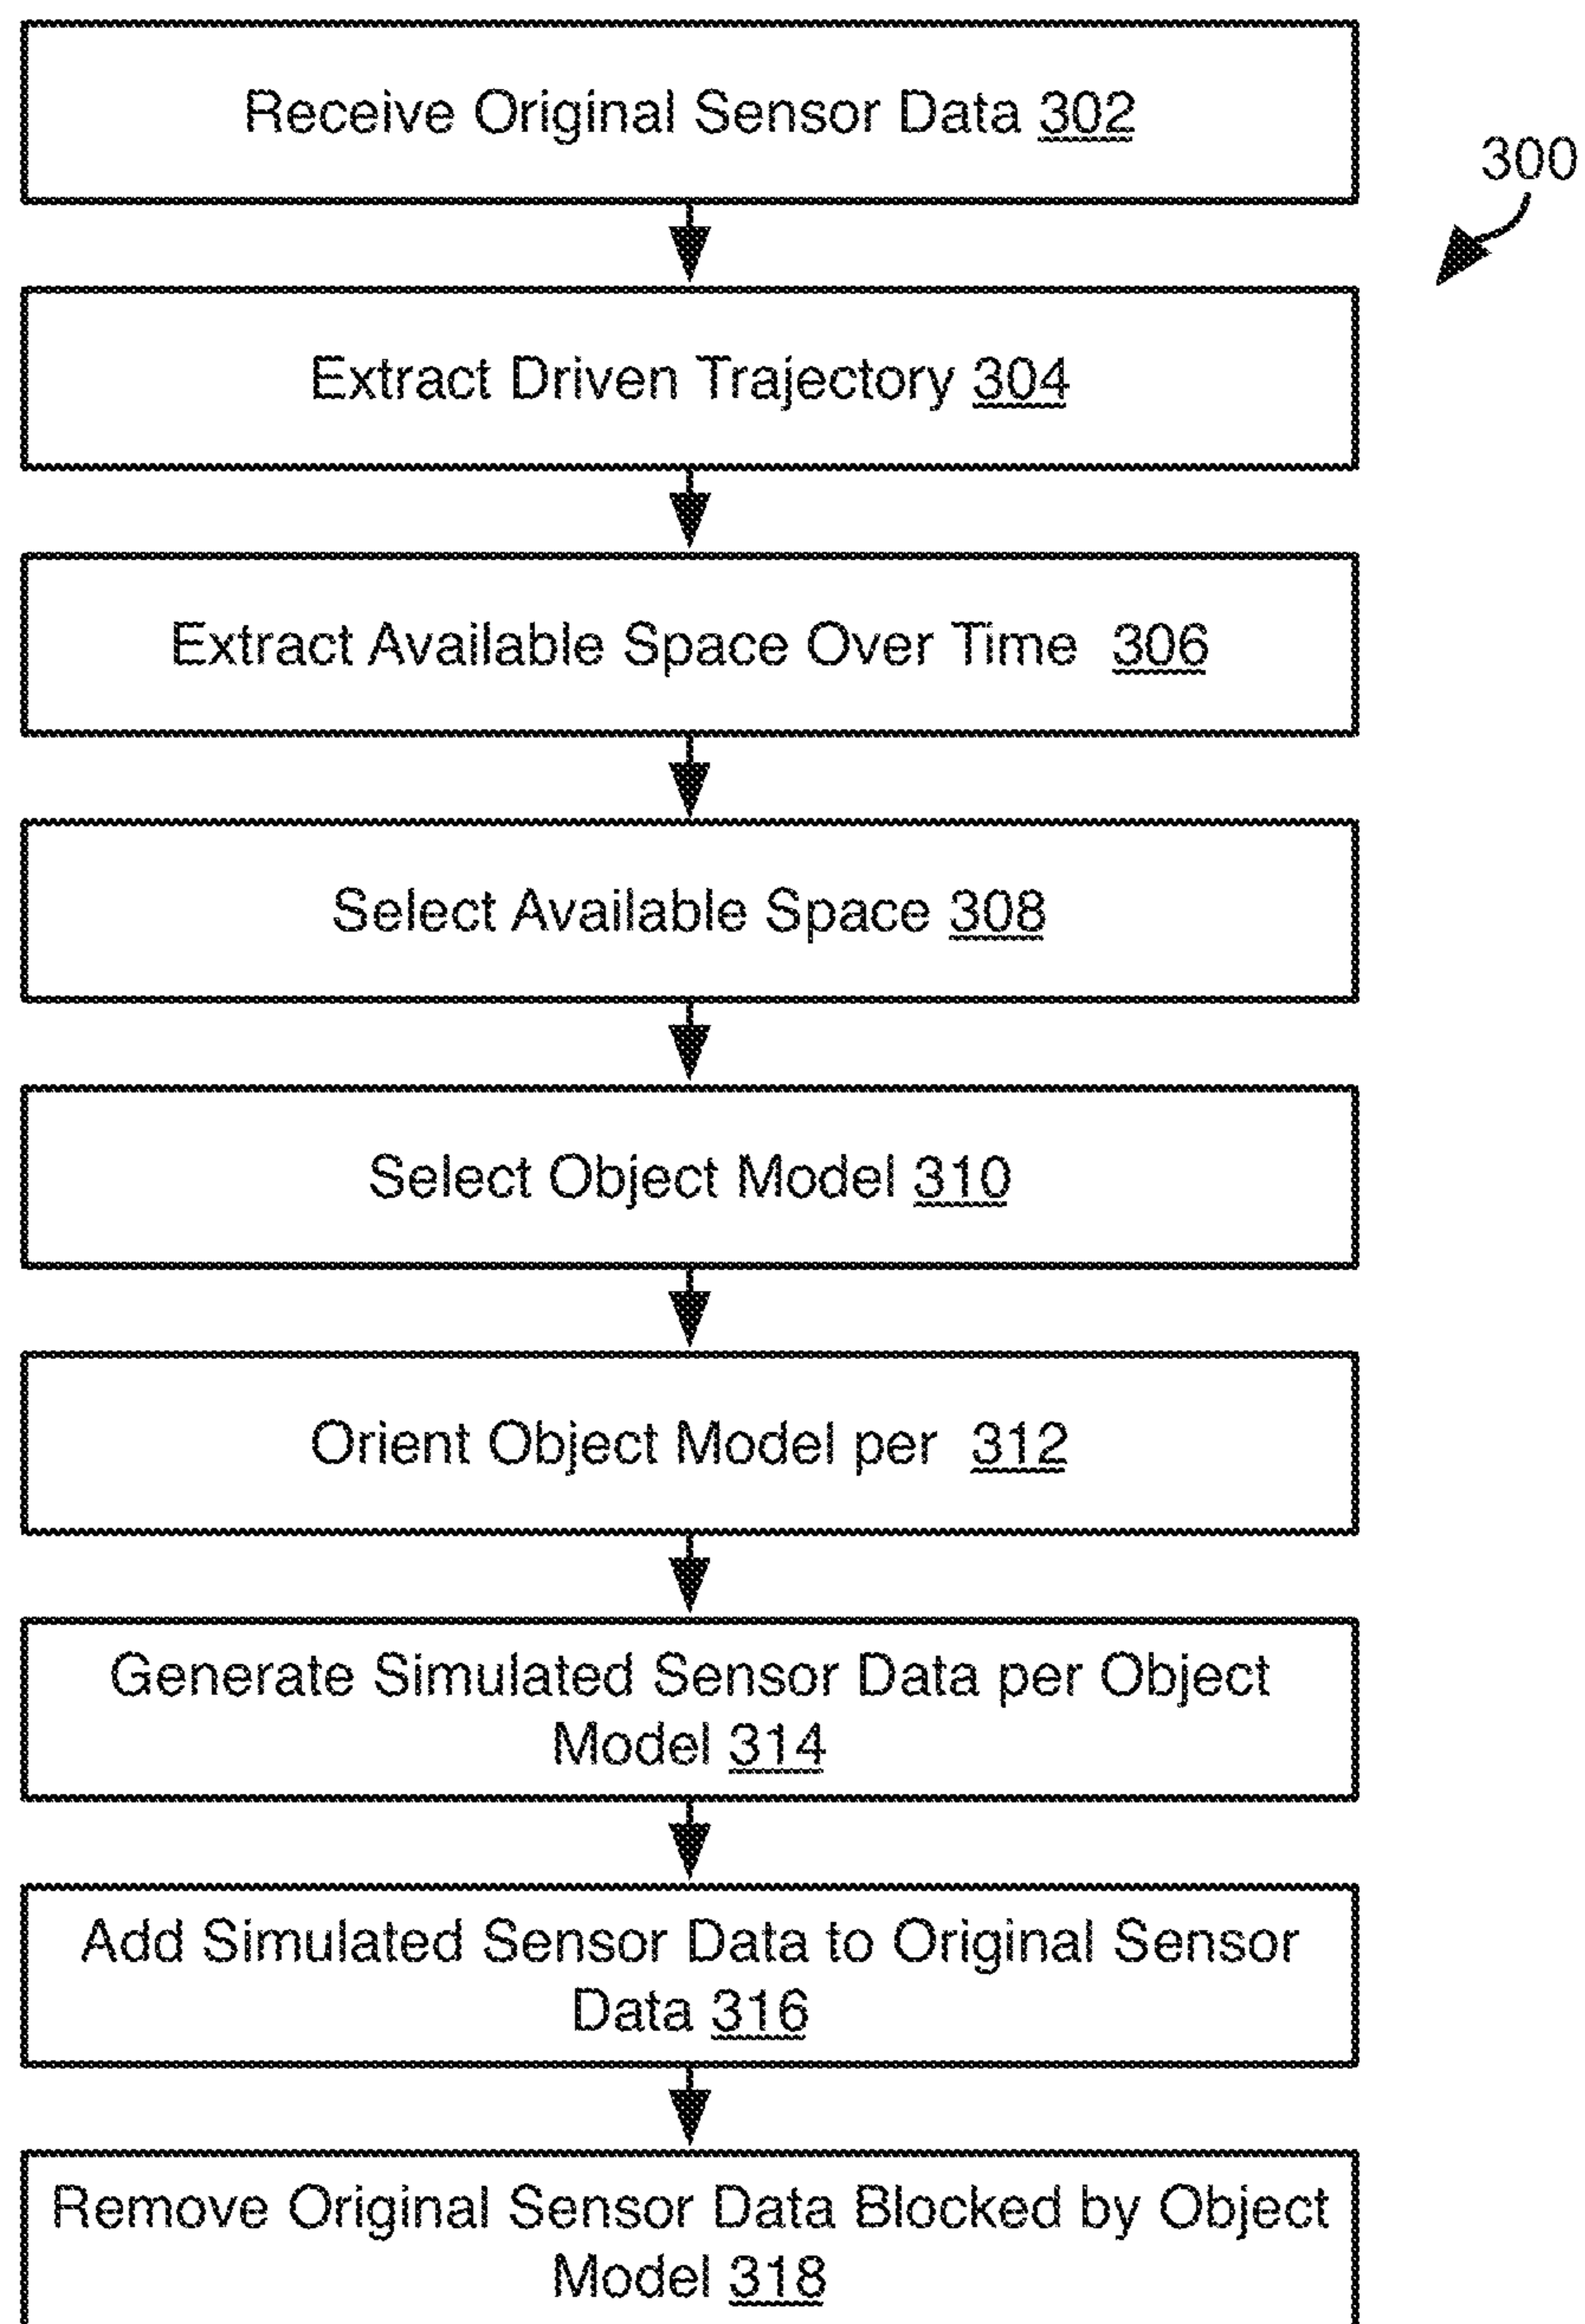 Receive Original Sensor Data 302
300
Extract Driven Trajectory 304
Extract Available Space Over Time 306
Select Available Space 308
Select Object Model 310
Orient Object Model per 312
Generate Simulated Sensor Data per Object
Model 314
Add Simulated Sensor Data to Original Sensor
Data 316
Remove Original Sensor Data Blocked by Object
Model 318